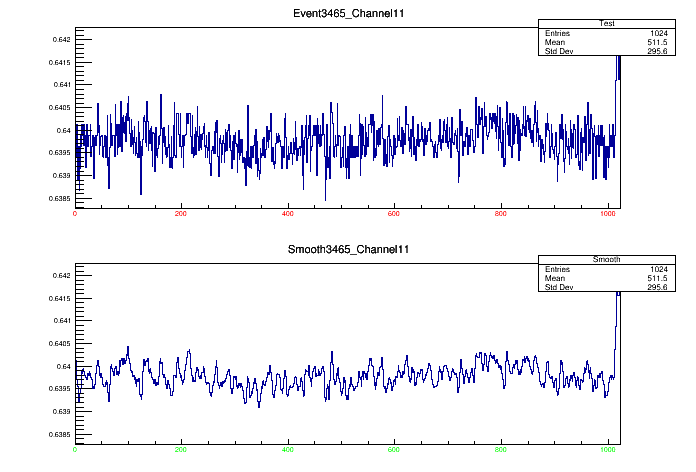 Event3465_Channel11
Test
Entries 1024
Mean 511.5
Std Dev 295.6
0.642
0.6415
0.641
0.6405
0.64
0.6395
0.639
0.6385
0 200 400 600 800 1000
Smooth3465_Channel11
Smooth
Entries 1024
Mean 511.5
Std Dev 295.6
0.642
0.6415
0.641
0.6405
0.64
0.6395
0.639
0.6385
0 200 400 600 800 1000